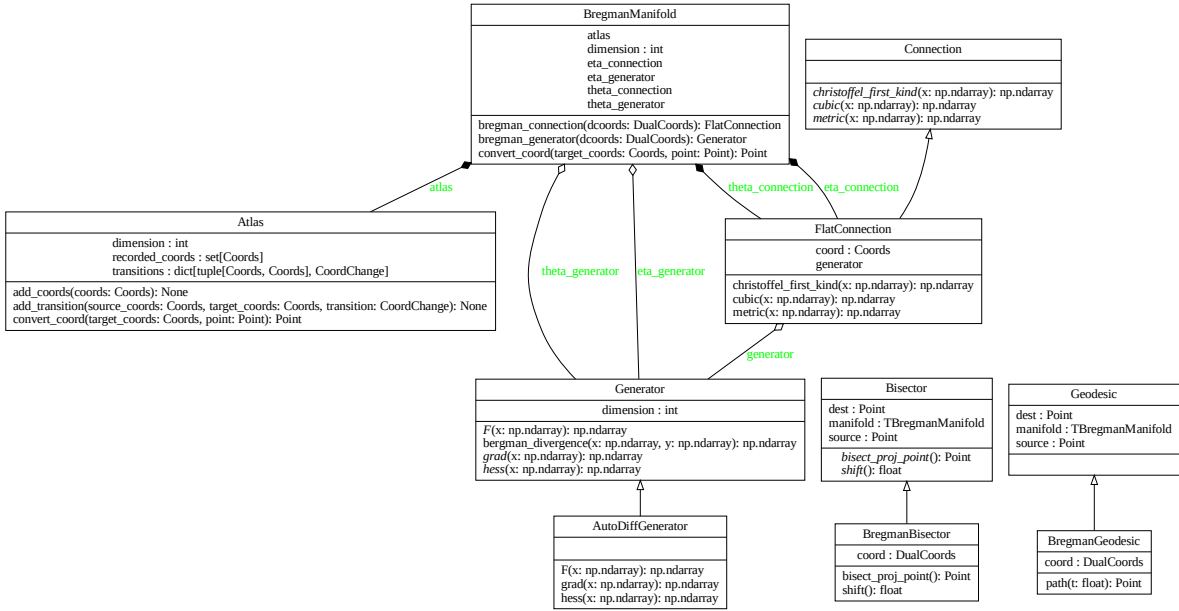 BregmanManifold
atlas
dimension : int
eta_connection
eta_generator
theta_connection
theta_generator
bregman_connection(dcoords: DualCoords): FlatConnection
bregman_generator(dcoords: DualCoords): Generator
convert_coord(target_coords: Coords, point: Point): Point
Connection
christoffel_first_kind(x: np.ndarray): np.ndarray
cubic(x: np.ndarray): np.ndarray
metric(x: np.ndarray): np.ndarray
atlas
theta_connection
eta_connection
Atlas
dimension : int
recorded_coords : set[Coords]
transitions : dict[tuple[Coords, Coords], CoordChange]
add_coords(coords: Coords): None
add_transition(source_coords: Coords, target_coords: Coords, transition: CoordChange): None
convert_coord(target_coords: Coords, point: Point): Point
theta_generator
eta_generator
FlatConnection
coord : Coords
generator
christoffel_first_kind(x: np.ndarray): np.ndarray
cubic(x: np.ndarray): np.ndarray
metric(x: np.ndarray): np.ndarray
generator
Generator
dimension : int
F(x: np.ndarray): np.ndarray
bergman_divergence(x: np.ndarray, y: np.ndarray): np.ndarray
grad(x: np.ndarray): np.ndarray
hess(x: np.ndarray): np.ndarray
Bisector
dest : Point
manifold : TBregmanManifold
source : Point
bisect_proj_point(): Point
shift(): float
Geodesic
dest : Point
manifold : TBregmanManifold
source : Point
AutoDiffGenerator
F(x: np.ndarray): np.ndarray
grad(x: np.ndarray): np.ndarray
hess(x: np.ndarray): np.ndarray
BregmanBisector
coord : DualCoords
bisect_proj_point(): Point
shift(): float
BregmanGeodesic
coord : DualCoords
path(t: float): Point